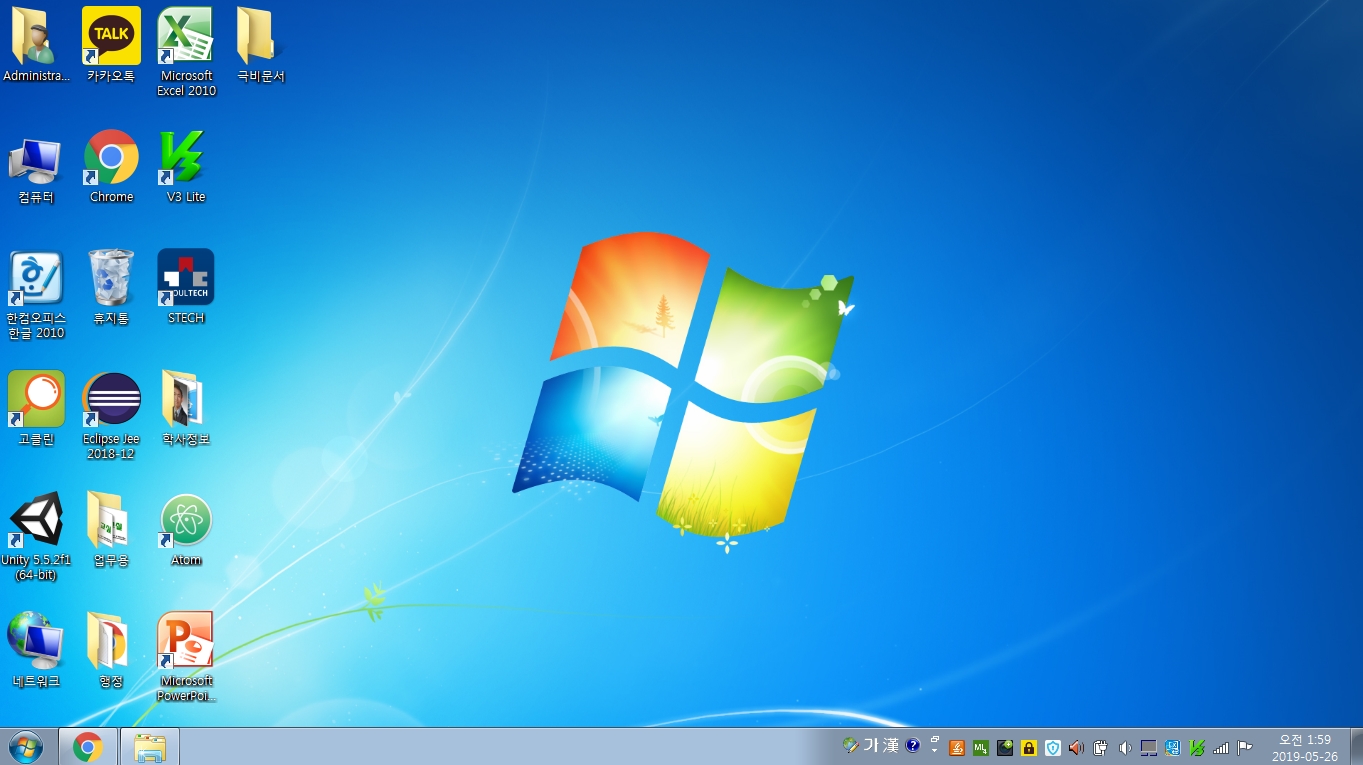 Administra...
TALK
카카오톡
Microsoft
Excel 2010
극비문서
컴퓨터
Chrome
V3 Lite
한컴오피스
한글 2010
휴지통
STECH
고클린
Eclipse Jee
2018-12
학사정보
Unity 5.5.2f1
(64-bit)
업무용
Atom
네트워크
행정
Microsoft
PowerPoi...
가 漢
오전 1:59
2019-05-26